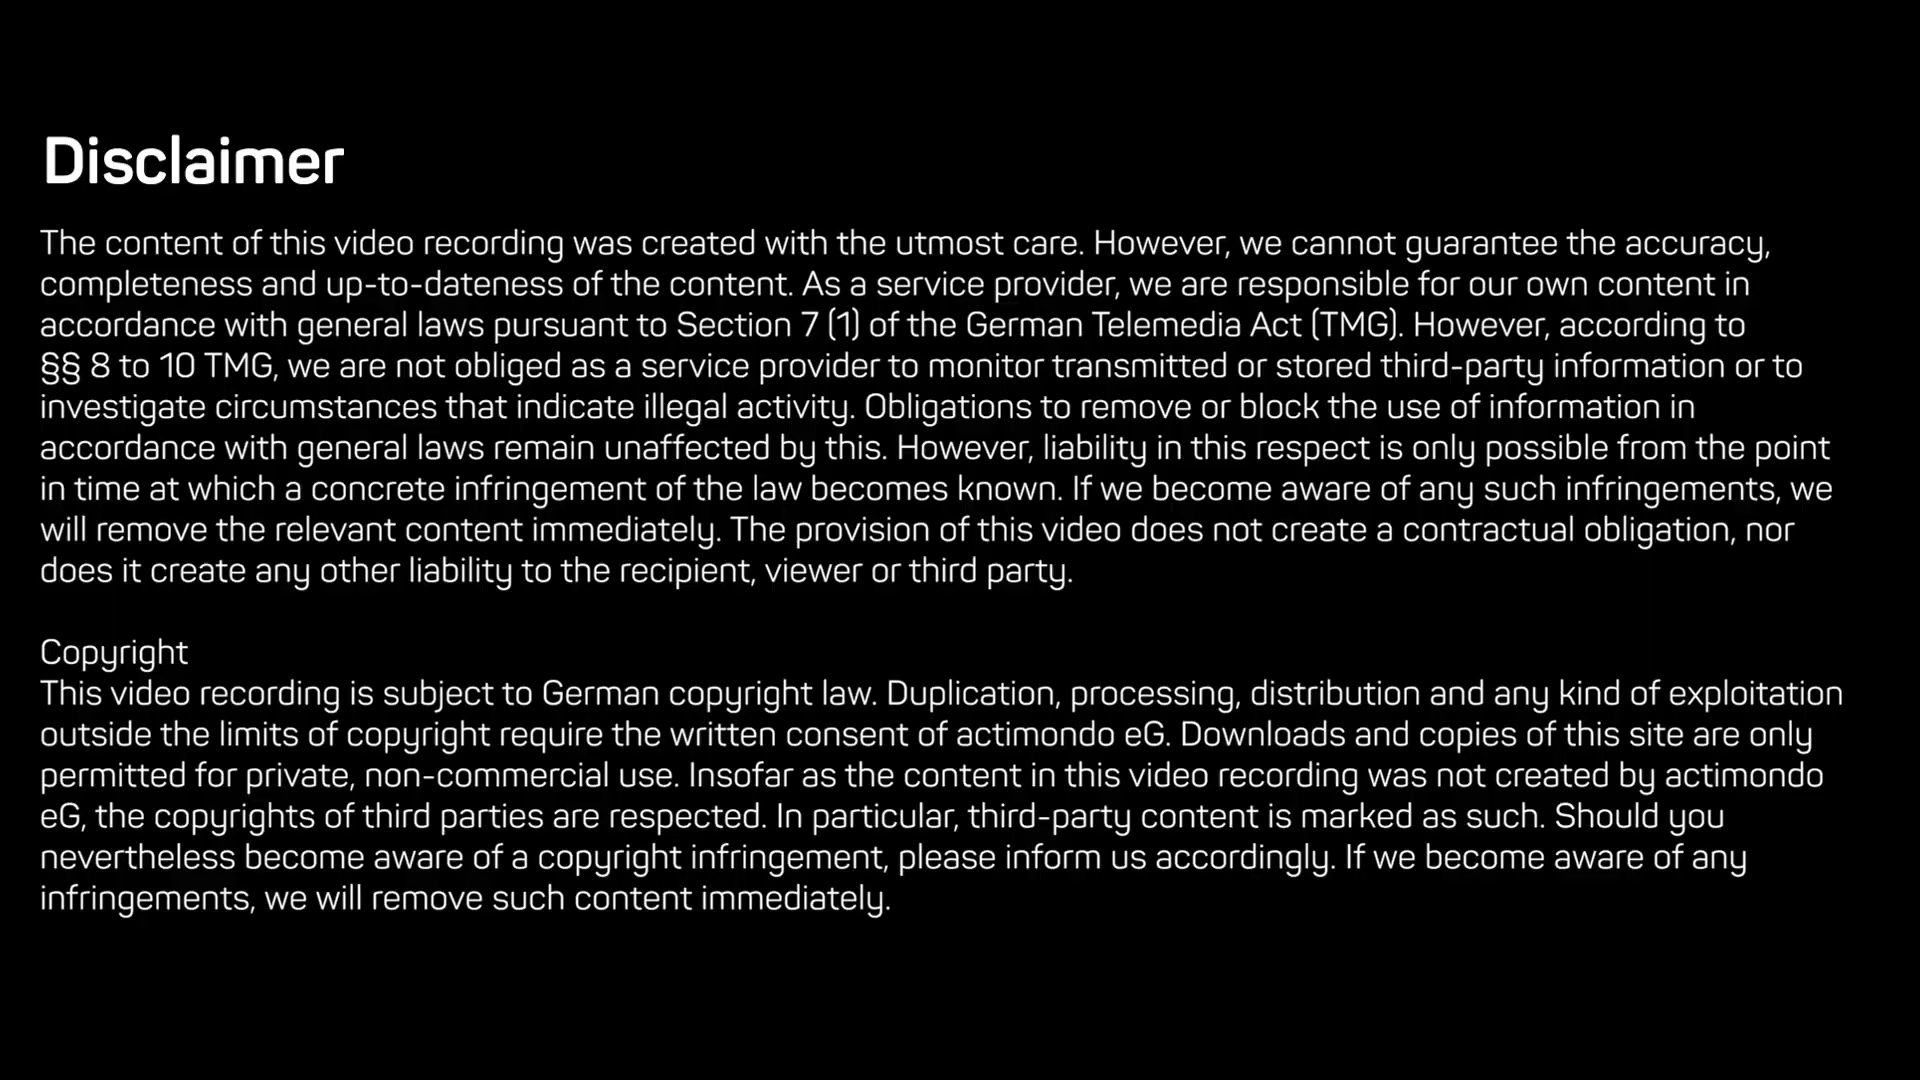 Disclaimer
The content of this video recording was created with the utmost care. However, we cannot guarantee the accuracy,
completeness and up-to-dateness of the content. As a service provider, we are responsible for our own content in
accordance with general laws pursuant to Section 7 (1) of the German Telemedia Act (TMG). However, according to
§§ 8 to 10 TMG, we are not obliged as a service provider to monitor transmitted or stored third-party information or to
investigate circumstances that indicate illegal activity. Obligations to remove or block the use of information in
accordance with general laws remain unaffected by this. However, liability in this respect is only possible from the point
in time at which a concrete infringement of the law becomes known. If we become aware of any such infringements, we
will remove the relevant content immediately. The provision of this video does not create a contractual obligation, nor
does it create any other liability to the recipient, viewer or third party.
Copyright
This video recording is subject to German copyright law. Duplication, processing, distribution and any kind of exploitation
outside the limits of copyright require the written consent of actimondo eG. Downloads and copies of this site are only
permitted for private, non-commercial use. Insofar as the content in this video recording was not created by actimondo
eG, the copyrights of third parties are respected. In particular, third-party content is marked as such. Should you
nevertheless become aware of a copyright infringement, please inform us accordingly. If we become aware of any
infringements, we will remove such content immediately.